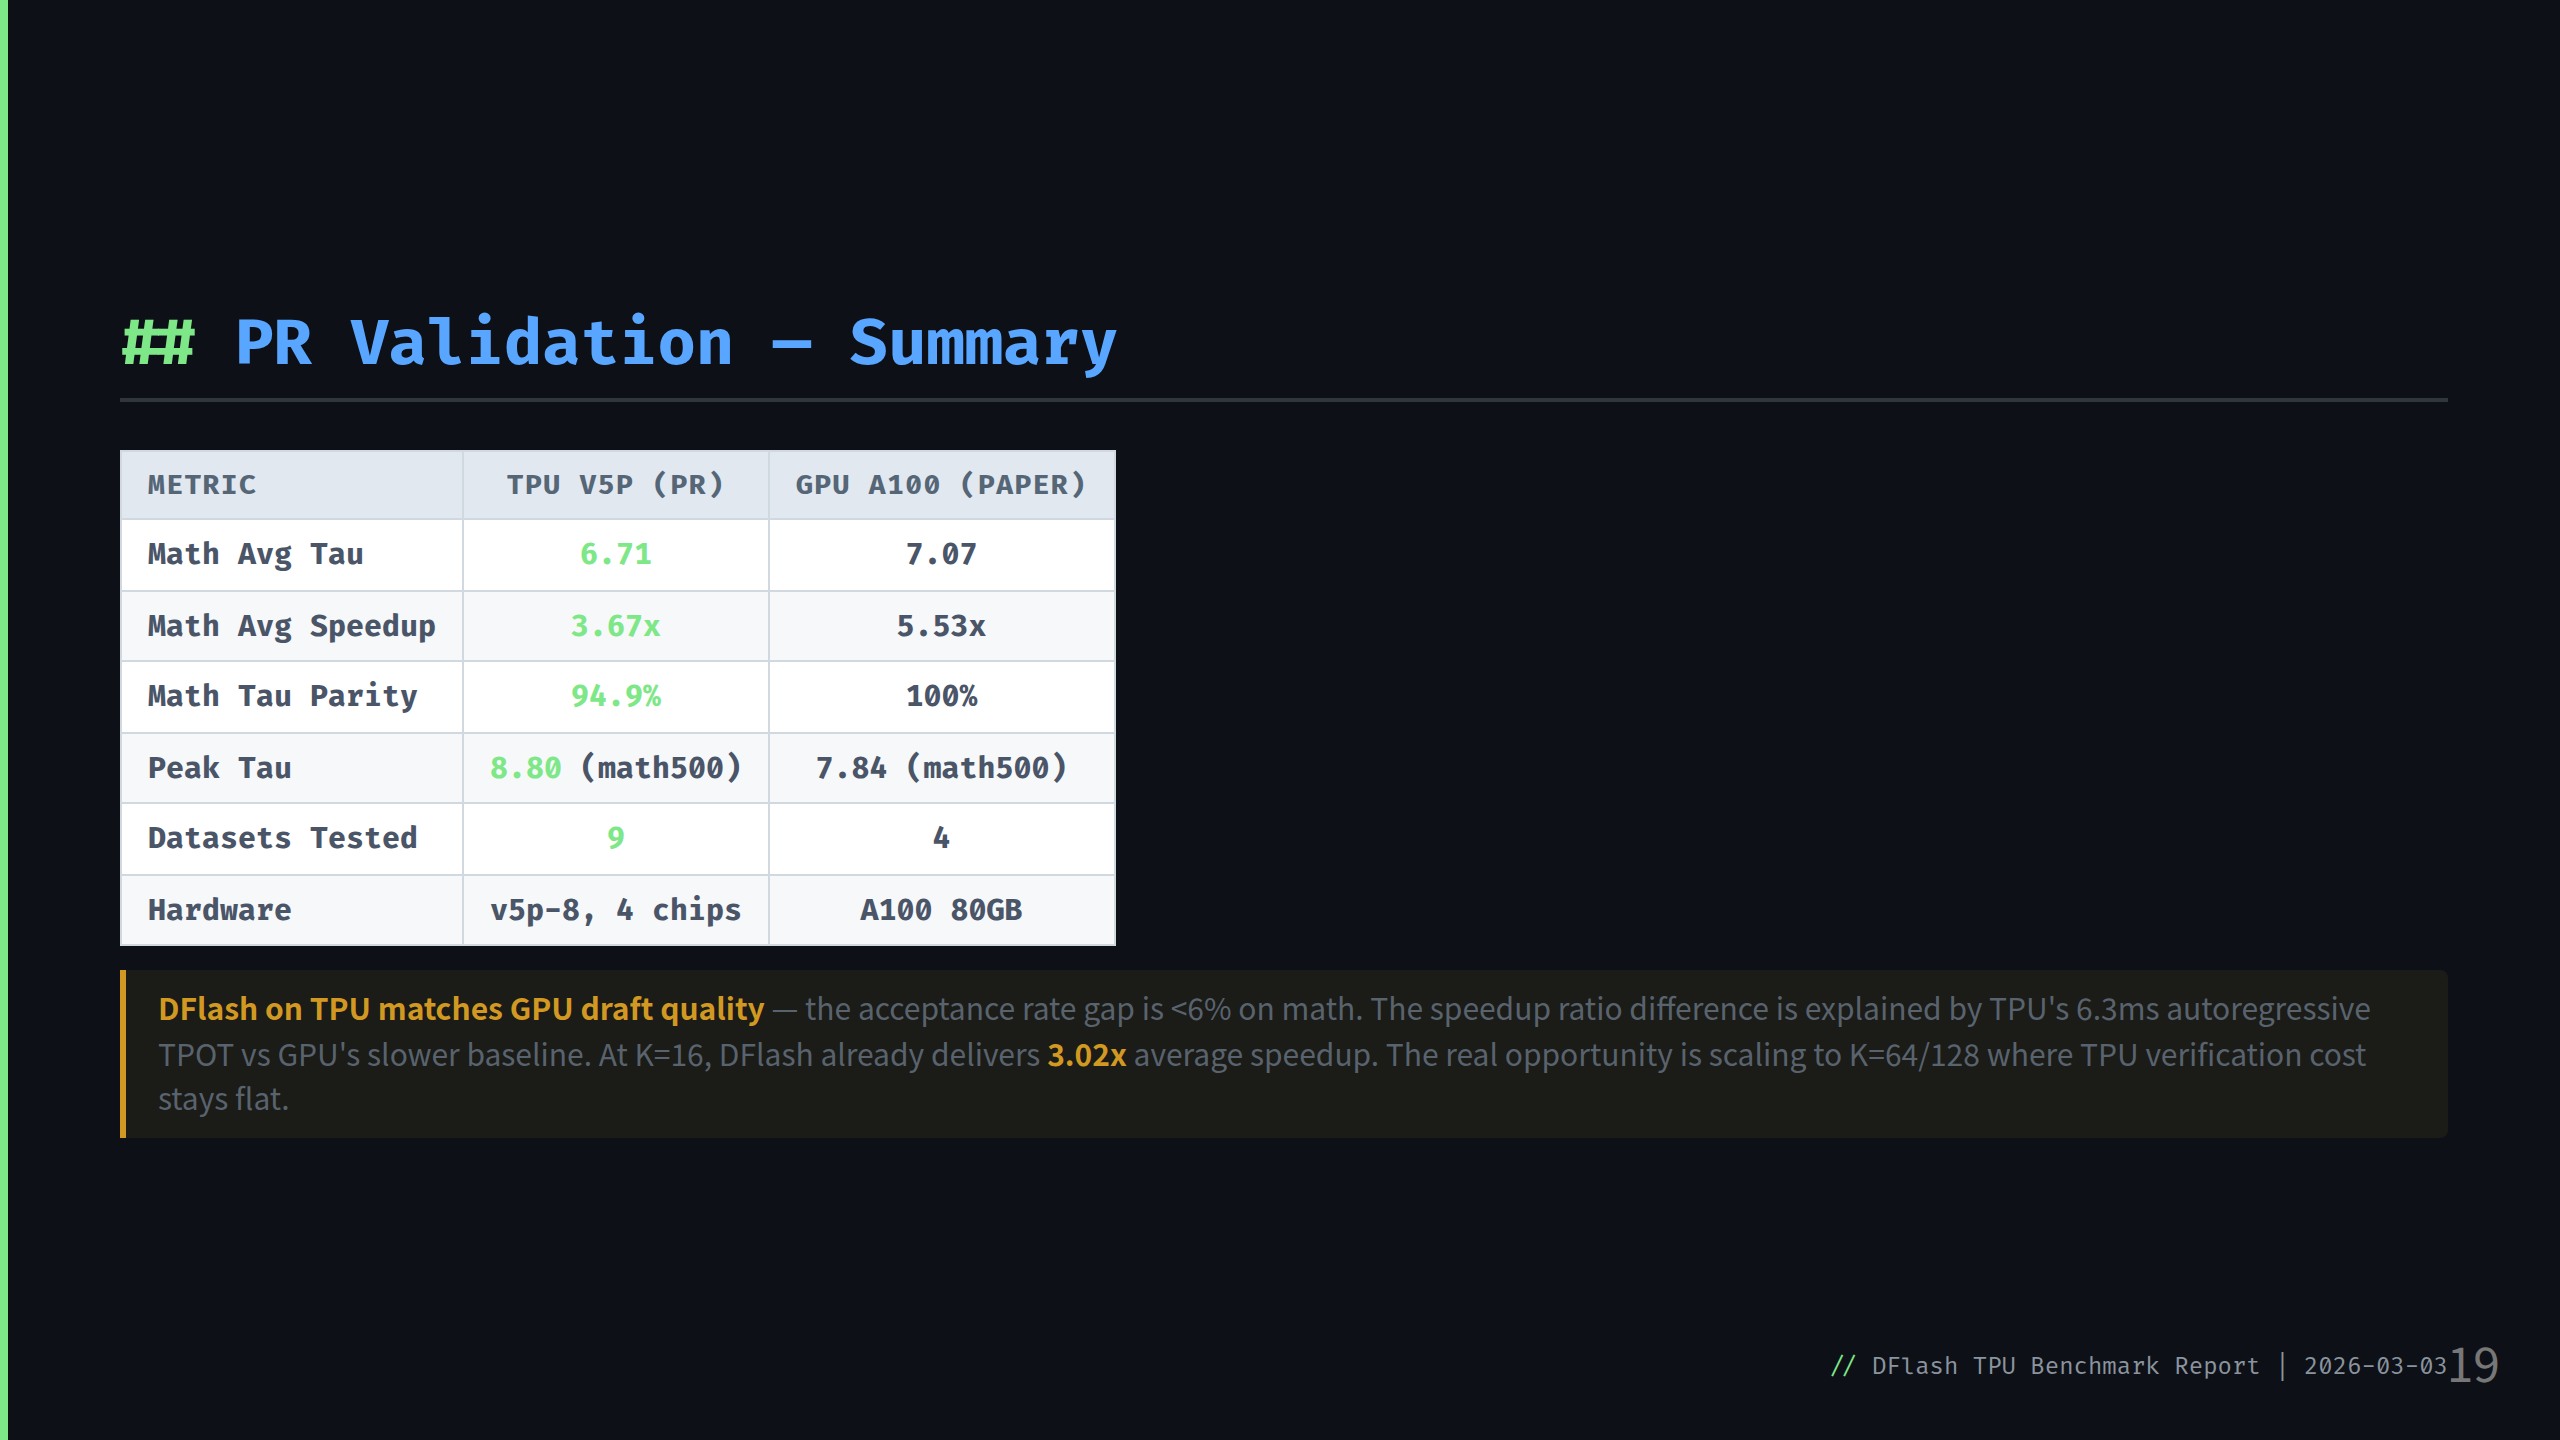 ## PR Validation — Summary
METRIC TPU V5P (PR) GPU A100 (PAPER)
Math Avg Tau 6.71 7.07
Math Avg Speedup 3.67x 5.53x
Math Tau Parity 94.9% 100%
Peak Tau 8.80 (math500) 7.84 (math500)
Datasets Tested 9 4
Hardware v5p-8, 4 chips A100 80GB
DFlash on TPU matches GPU draft quality — the acceptance rate gap is <6% on math. The speedup ratio difference is explained by TPU's 6.3ms autoregressive
TPOT vs GPU's slower baseline. At K=16, DFlash already delivers 3.02x average speedup. The real opportunity is scaling to K=64/128 where TPU verification cost
stays flat.
// DFlash TPU Benchmark Report | 2026-03-03 19